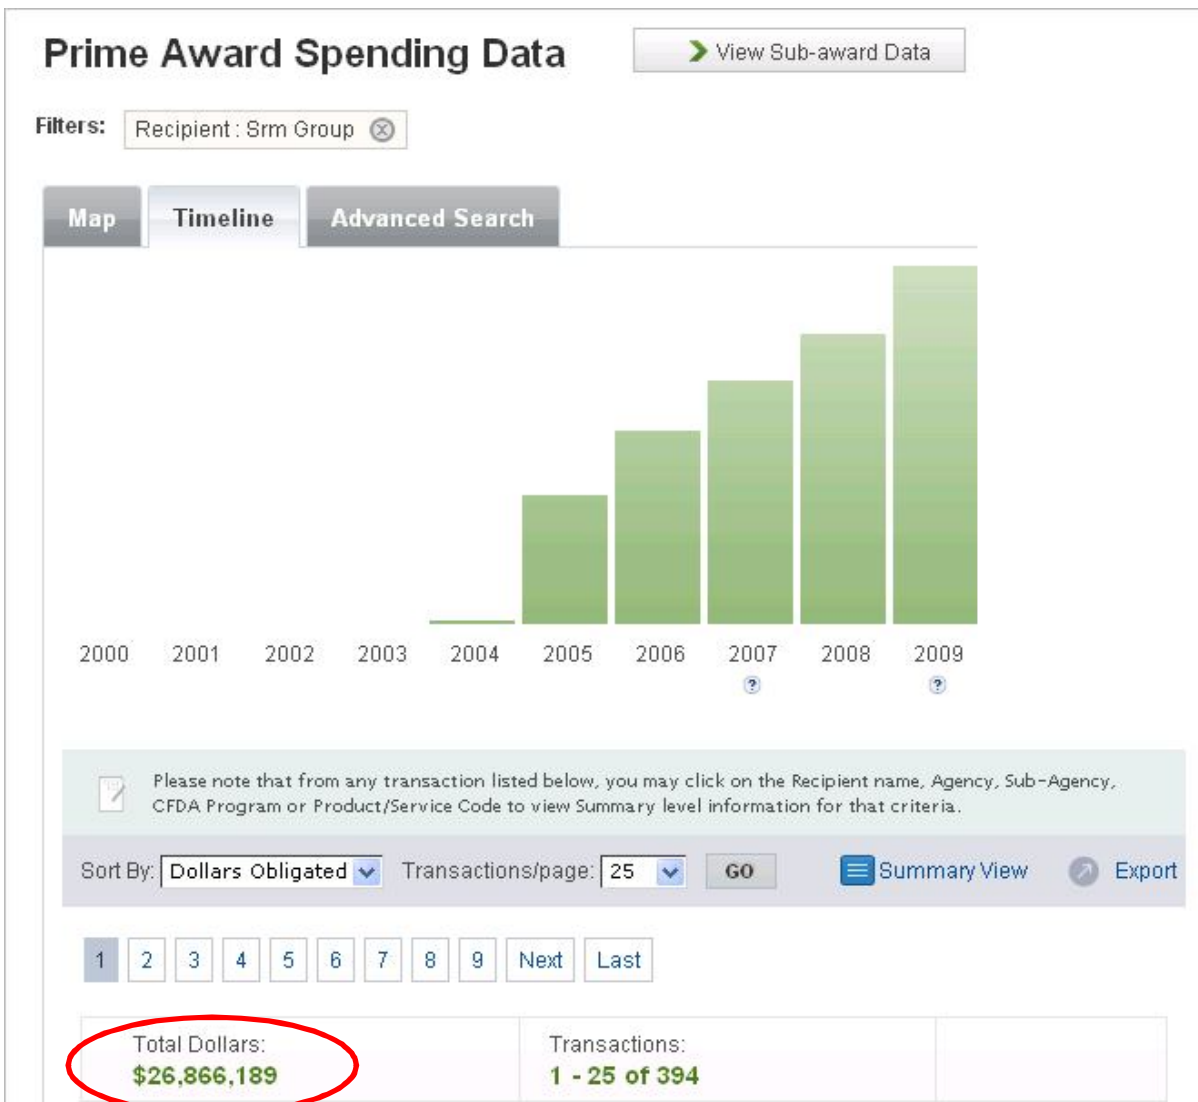 Prime Award Spending Data
View Sub-award Data
Filters: Recipient : Srm Group
Map Timeline Advanced Search
2000 2001 2002 2003 2004 2005 2006 2007 2008 2009
? ?
Please note that from any transaction listed below, you may click on the Recipient name, Agency, Sub-Agency,
CFDA Program or Product/Service Code to view Summary level information for that criteria.
Sort By: Dollars Obligated Transactions/page: 25 GO Summary View Export
1 2 3 4 5 6 7 8 9 Next Last
Total Dollars: Transactions:
$26,866,189 1 - 25 of 394